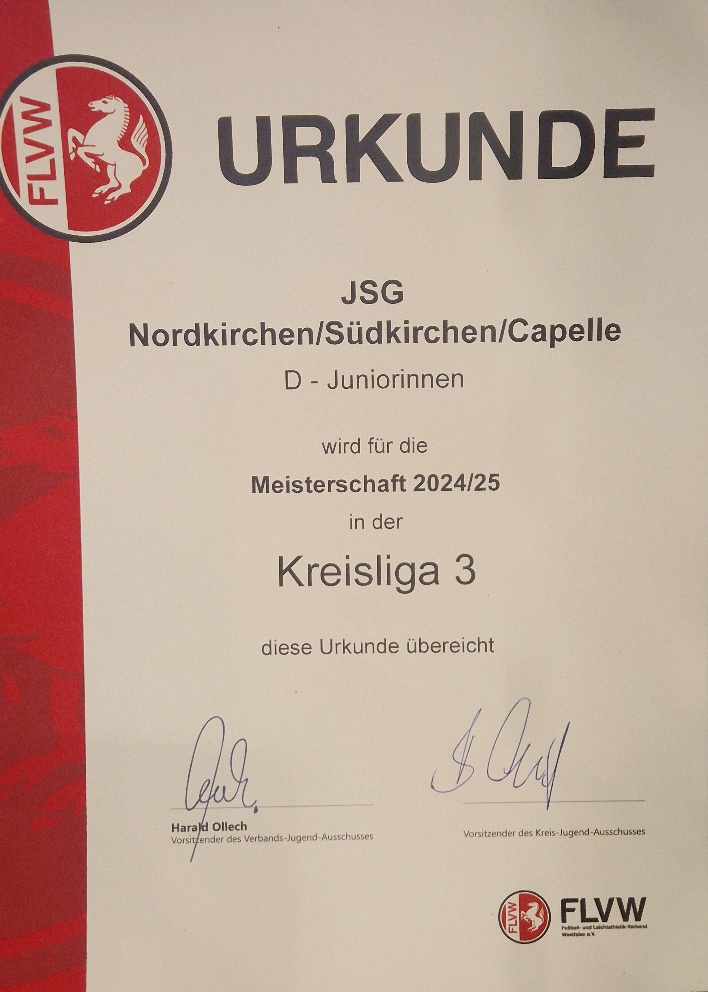 FLVW
URKUNDE
JSG
Nordkirchen/Südkirchen/Capelle
D - Juniorinnen
wird für die
Meisterschaft 2024/25
in der
Kreisliga 3
diese Urkunde übereicht
Harald Ollech
Vorsitzender des Verbands-Jugend-Ausschusses
Vorsitzender des Kreis-Jugend-Ausschusses
FLVW
FLVW
Fußball- und Leichtathletik-Verband
Westfalen e.V.